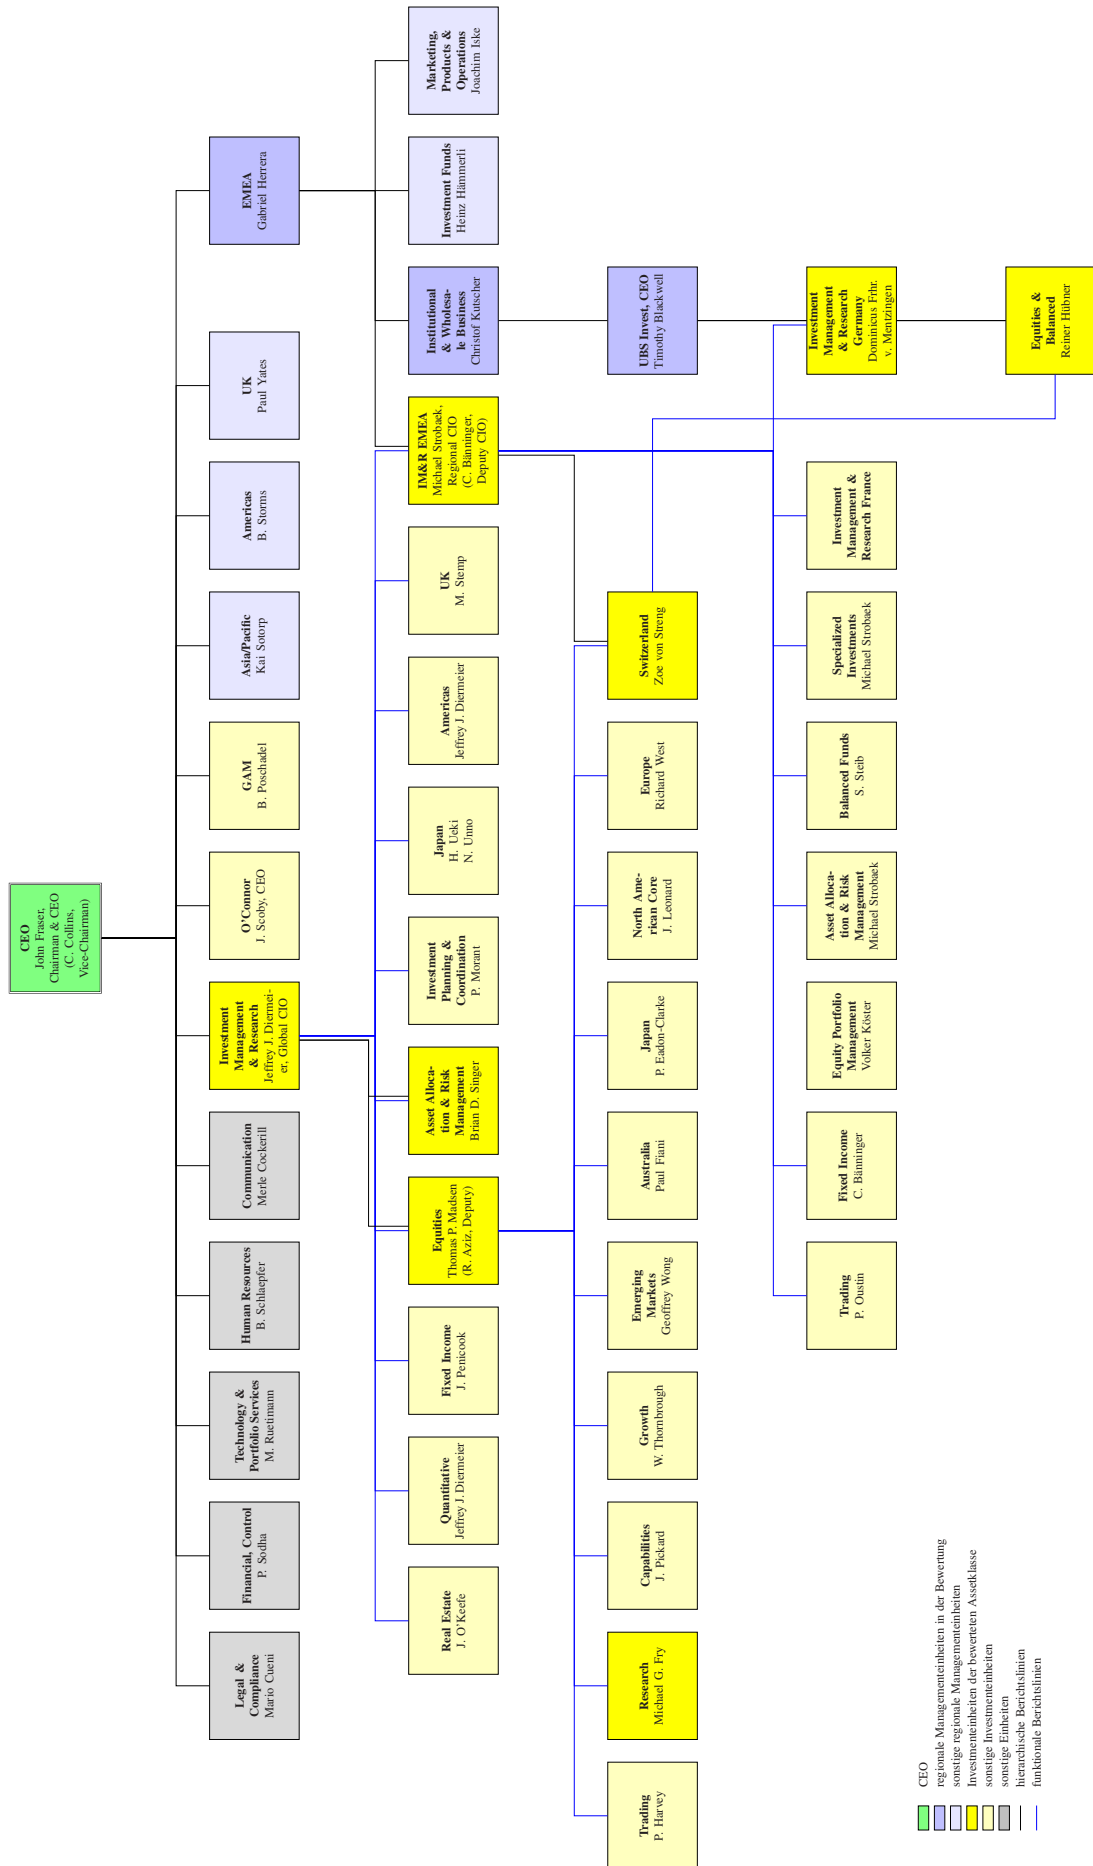 CEO
John Fraser,
Chairman & CEO
(C. Collins,
Vice-Chairman)
Legal &
Compliance
Mario Cueni
Financial, Control
P. Sodha
Technology &
Portfolio Services
M. Ruetimann
Human Resources
B. Schlaepfer
Communication
Merle Cockerill
Investment
Management
& Research
Jeffrey J. Diermei-
er, Global CIO
O'Connor
J. Scoby, CEO
GAM
B. Poschadel
Asia/Pacific
Kai Sotorp
Americas
B. Storms
UK
Paul Yates
EMEA
Gabriel Herrera
Real Estate
J. O'Keefe
Quantitative
Jeffrey J. Diermeier
Fixed Income
J. Penicook
Equities
Thomas P. Madsen
(R. Aziz, Deputy)
Asset Alloca-
tion & Risk
Management
Brian D. Singer
Investment
Planning &
Coordination
P. Morant
Japan
H. Ueki
N. Unno
Americas
Jeffrey J. Diermeier
UK
M. Stemp
IM&R EMEA
Michael Strobaek,
Regional CIO
(C. Bänninger,
Deputy CIO)
Institutional
& Wholesa-
le Business
Christof Kutscher
Investment Funds
Heinz Hämmerli
Marketing,
Products &
Operations
Joachim Iske
Trading
P. Harvey
Research
Michael G. Fry
Capabilities
J. Pickard
Growth
W. Thornbrough
Emerging
Markets
Geoffrey Wong
Australia
Paul Fiani
Japan
P. Eadon-Clarke
North Ame-
rican Core
J. Leonard
Europe
Richard West
Switzerland
Zoe von Streng
UBS Invest, CEO
Timothy Blackwell
Trading
P. Oustin
Fixed Income
C. Bänninger
Equity Portfolio
Management
Volker Köster
Asset Alloca-
tion & Risk
Management
Michael Strobaek
Balanced Funds
S. Steib
Specialized
Investments
Michael Strobaek
Investment
Management &
Research France
Investment
Management
& Research
Germany
Dominicus Frhr.
v. Mentzingen
Equities &
Balanced
Reiner Hübner
CEO
regionale Managementeinheiten in der Bewertung
sonstige regionale Managementeinheiten
Investmenteinheiten der bewerteten Assetklasse
sonstige Investmenteinheiten
sonstige Einheiten
hierarchische Berichtslinien
funktionale Berichtslinien